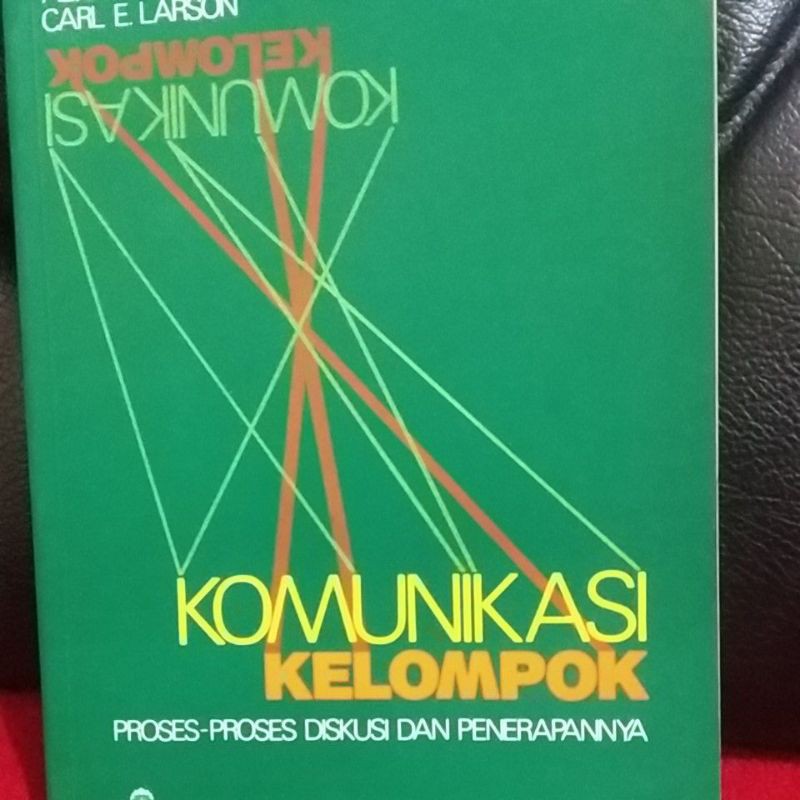 CARL E. LARSON
KELOMPOK
KOMUNIKASI
KOMUNIKASI
KELOMPOK
PROSES-PROSES DISKUSI DAN PENERAPANNYA